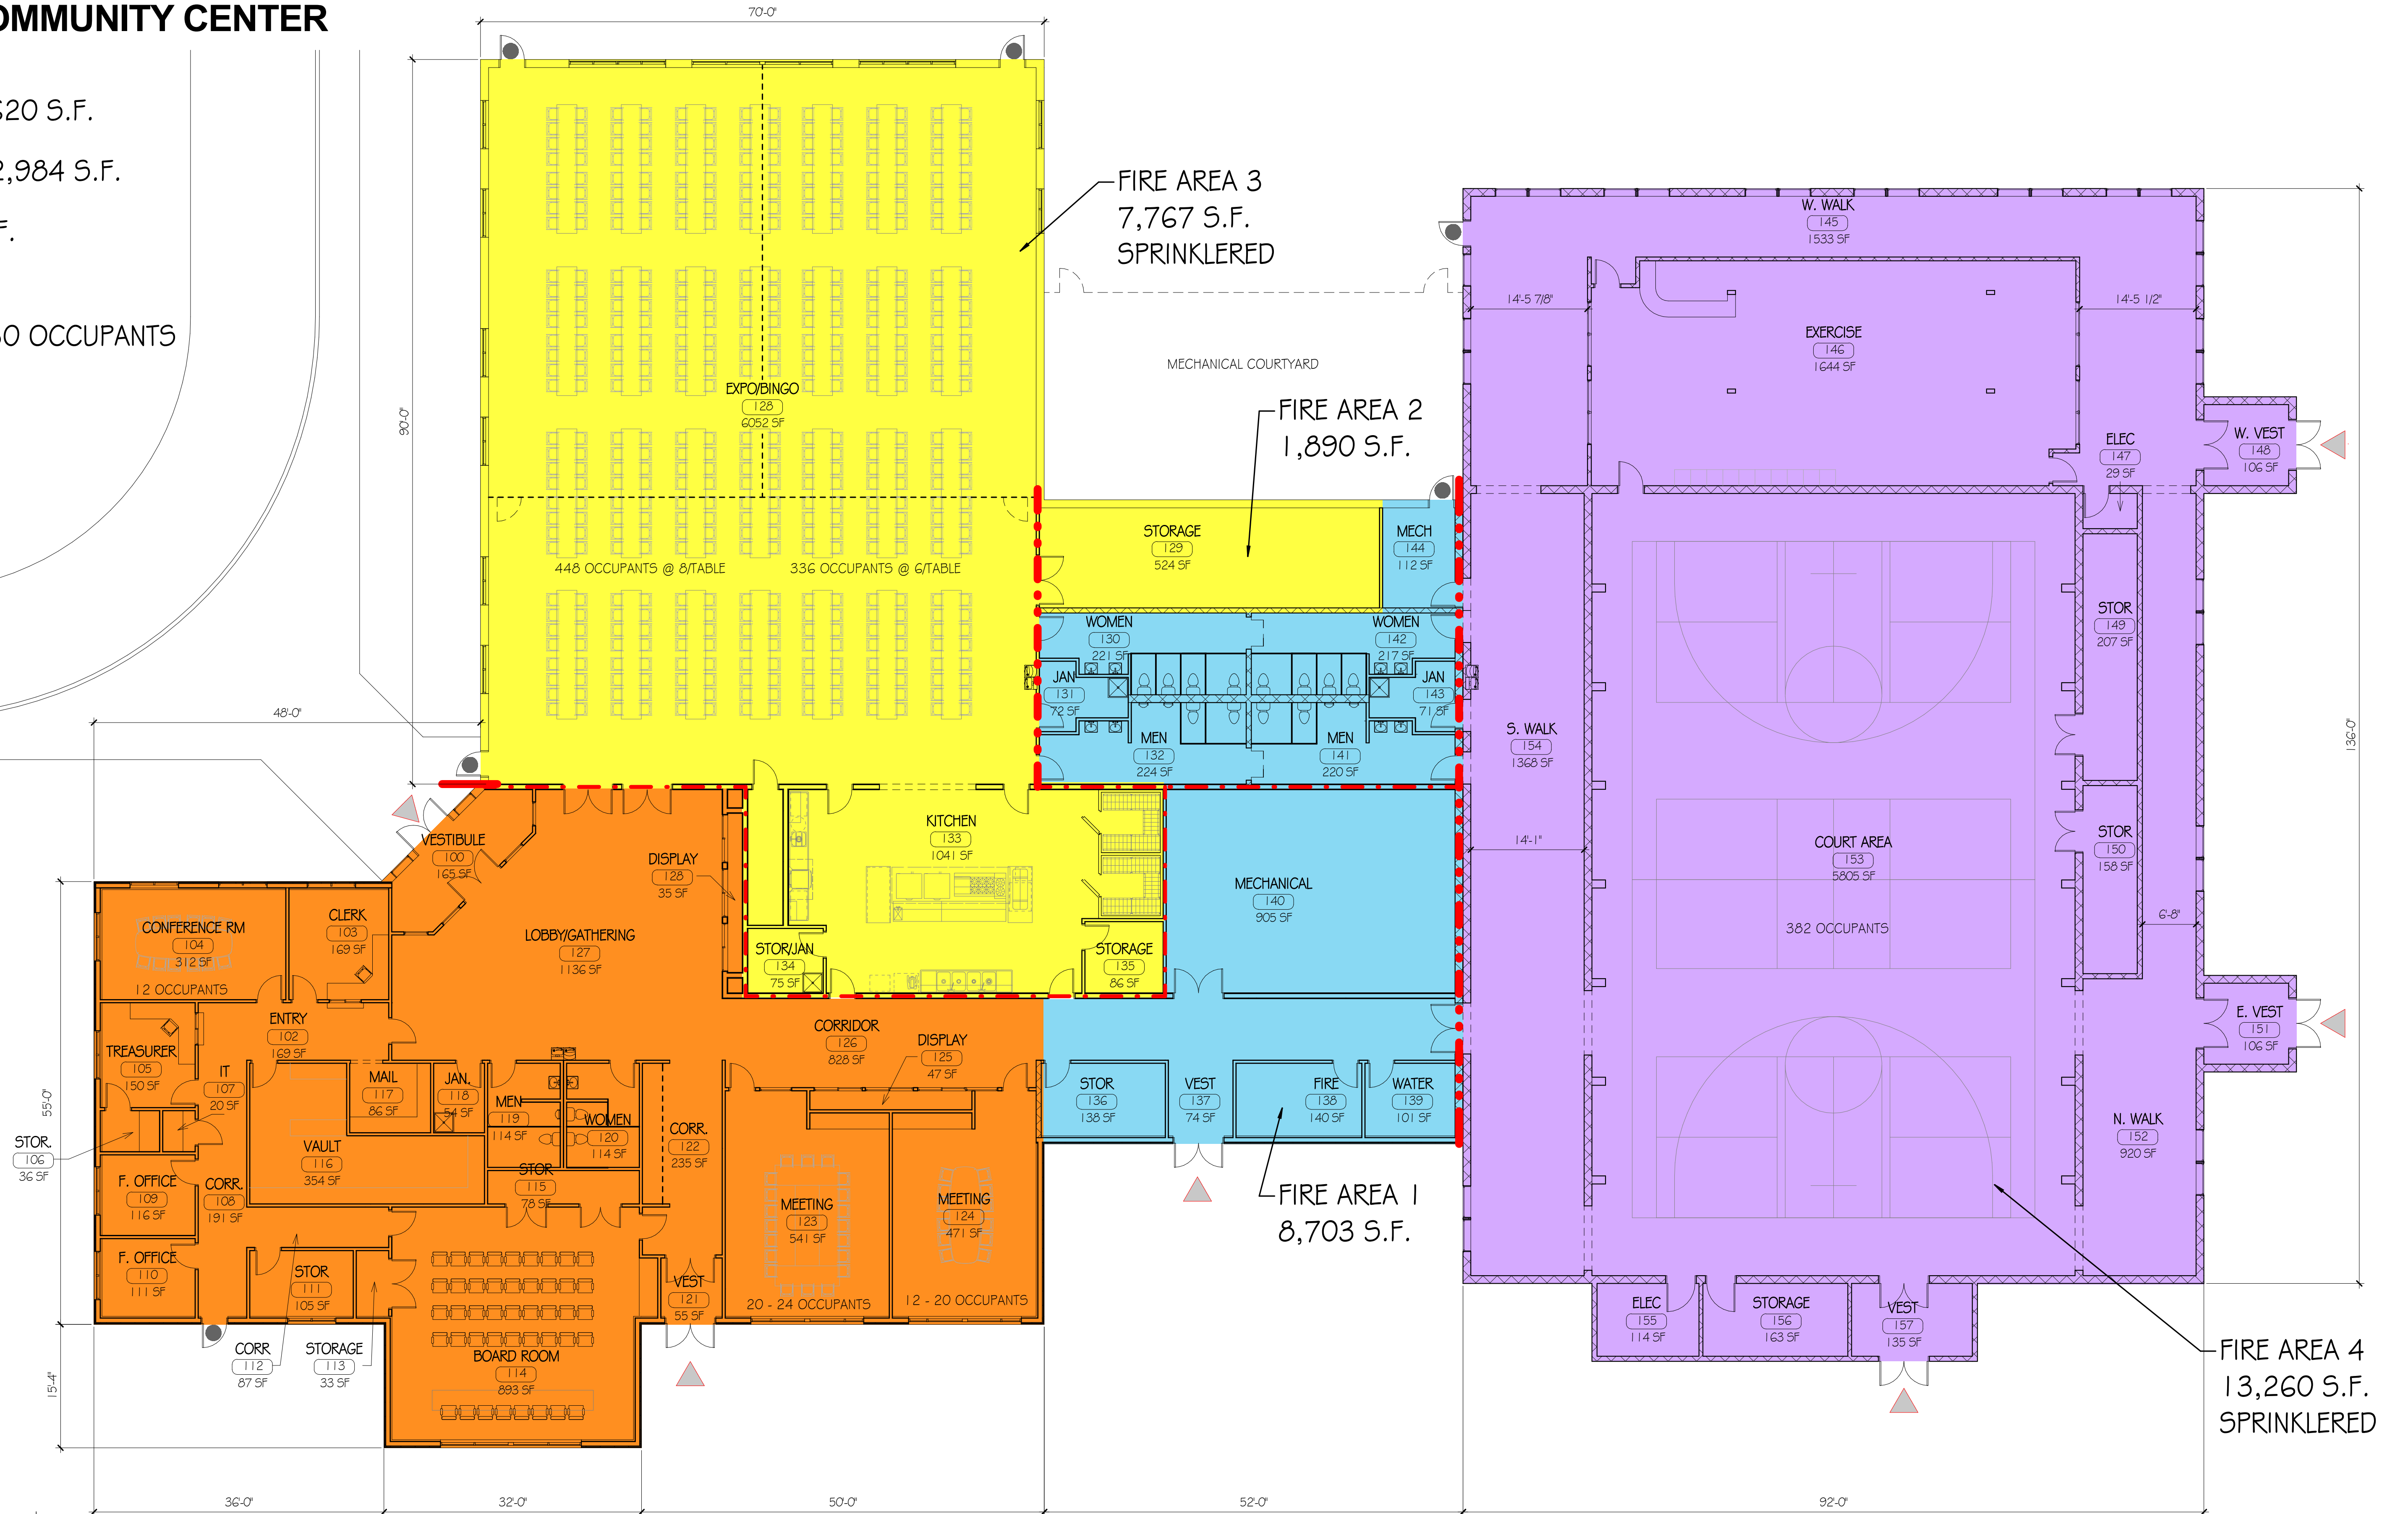 OMMUNITY CENTER
620 S.F.
2,984 S.F.
F.
60 OCCUPANTS
70'-0"
90'-0"
48'-0"
FIRE AREA 3
7,767 S.F.
SPRINKLERED
MECHANICAL COURTYARD
FIRE AREA 2
1,890 S.F.
EXPO/BINGO
128
6052 SF
448 OCCUPANTS @ 8/TABLE
336 OCCUPANTS @ 6/TABLE
STORAGE
129
524 SF
MECH
144
112 SF
WOMEN
130
221 SF
WOMEN
142
217 SF
JAN
131
72 SF
JAN
143
71 SF
MEN
132
224 SF
MEN
141
220 SF
W. WALK
145
1533 SF
14'-5 7/8"
14'-5 1/2"
EXERCISE
146
1644 SF
ELEC
147
29 SF
W. VEST
148
106 SF
136'-0"
STOR
149
207 SF
S. WALK
154
1368 SF
14'-1"
COURT AREA
153
5805 SF
382 OCCUPANTS
STOR
150
158 SF
6'-8"
E. VEST
151
106 SF
N. WALK
152
920 SF
VESTIBULE
100
165 SF
DISPLAY
128
35 SF
KITCHEN
133
1041 SF
MECHANICAL
140
905 SF
CONFERENCE RM
104
312 SF
12 OCCUPANTS
CLERK
103
169 SF
LOBBY/GATHERING
127
1136 SF
STOR/JAN
134
75 SF
STORAGE
135
86 SF
ENTRY
102
169 SF
TREASURER
105
150 SF
IT
107
20 SF
CORRIDOR
126
828 SF
DISPLAY
125
47 SF
55'-0"
MAIL
117
86 SF
JAN.
118
54 SF
MEN
119
114 SF
WOMEN
120
114 SF
STOR
136
138 SF
VEST
137
74 SF
FIRE
138
140 SF
WATER
139
101 SF
STOR.
106
36 SF
VAULT
116
354 SF
CORR.
122
235 SF
F. OFFICE
109
116 SF
CORR.
108
191 SF
STOR
115
78 SF
MEETING
123
541 SF
20 - 24 OCCUPANTS
MEETING
124
471 SF
12 - 20 OCCUPANTS
FIRE AREA 1
8,703 S.F.
F. OFFICE
110
111 SF
STOR
111
105 SF
VEST
121
55 SF
ELEC
155
114 SF
STORAGE
156
163 SF
VEST
157
135 SF
CORR
112
87 SF
STORAGE
113
33 SF
BOARD ROOM
114
893 SF
15'-4"
FIRE AREA 4
13,260 S.F.
SPRINKLERED
36'-0"
32'-0"
50'-0"
52'-0"
92'-0"